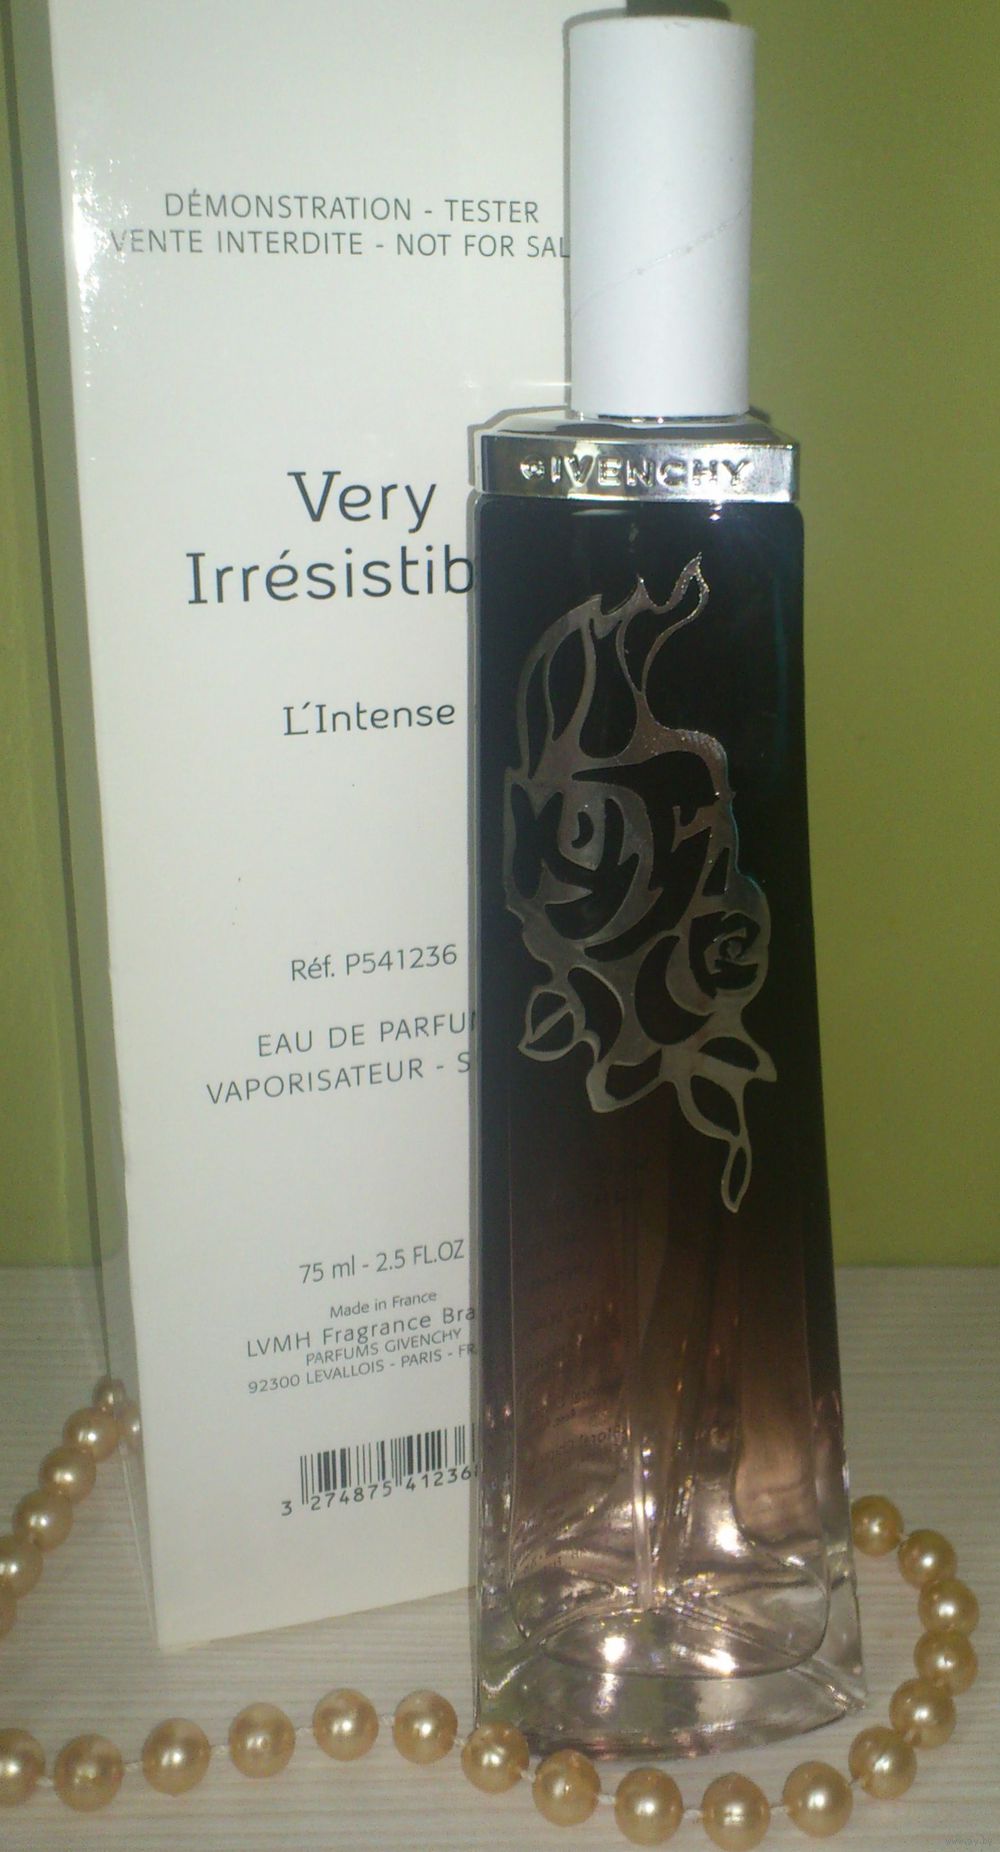 DÉMONSTRATION - TESTER
VENTE INTERDITE - NOT FOR SAL
GIVENCHY
Very
Irrésistib
L'Intense
Réf. P541236
EAU DE PARFU
VAPORISATEUR - S
75 ml - 2.5 FL.OZ
Made in France
LVMH Fragrance Bra
PARFUMS GIVENCHY
92300 LEVALLOIS - PARIS - FR
3 274875 41236